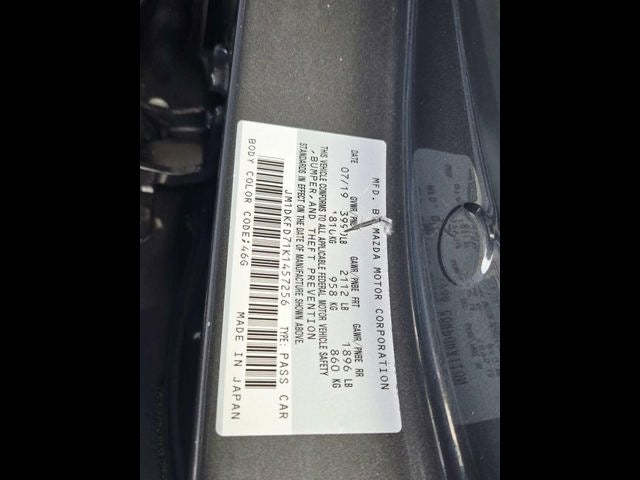 MFD. BY MAZDA MOTOR CORPORATION
DATE GVWR/PNBV GAWR/PNBE FRT GAWR/PNBE RR
07/19 LB 2112 LB 1896 LB
KG 958 KG 860 KG
THIS VEHICLE CONFORMS TO ALL APPLICABLE FEDERAL MOTOR VEHICLE SAFETY
,BUMPER,AND THEFT PREVENTION
STANDARDS IN EFFECT ON THE DATE OF MANUFACTURE SHOWN ABOVE.
JM1DKFD71K1457256 TYPE: PASS CAR
BODY COLOR CODE:46G MADE IN JAPAN